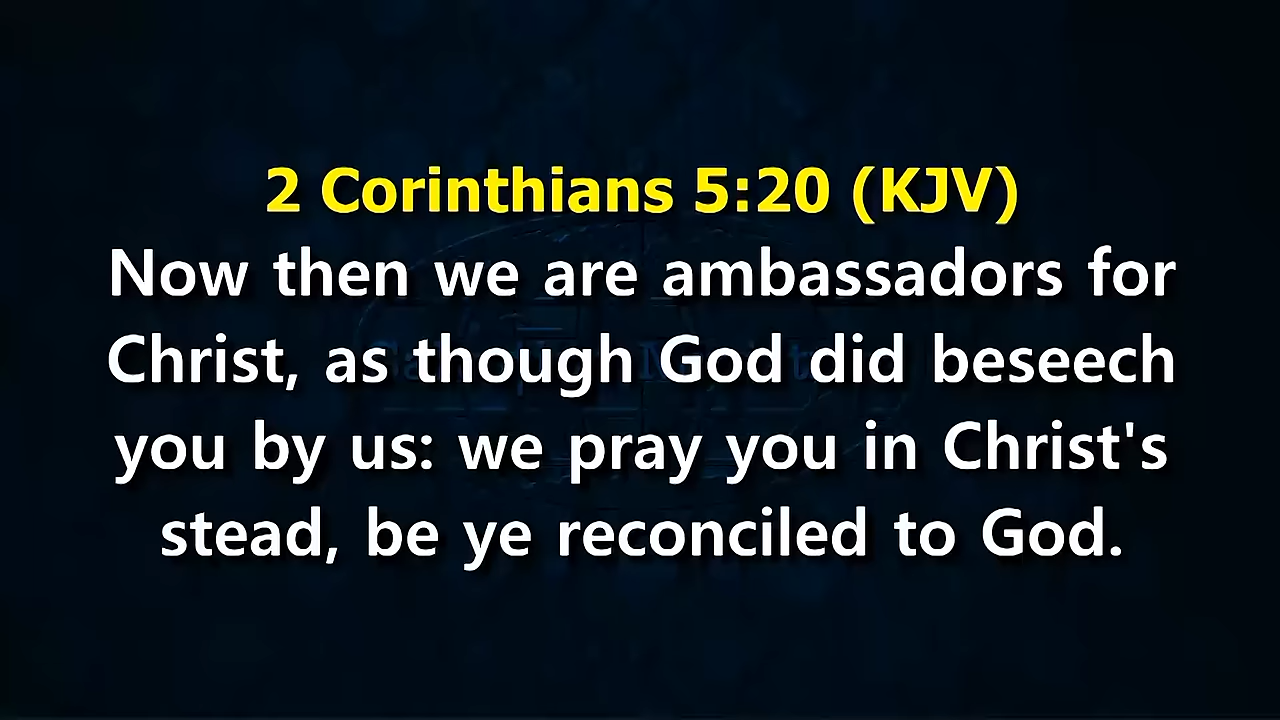 2 Corinthians 5:20 (KJV)
Now then we are ambassadors for
Christ, as though God did beseech
you by us: we pray you in Christ's
stead, be ye reconciled to God.